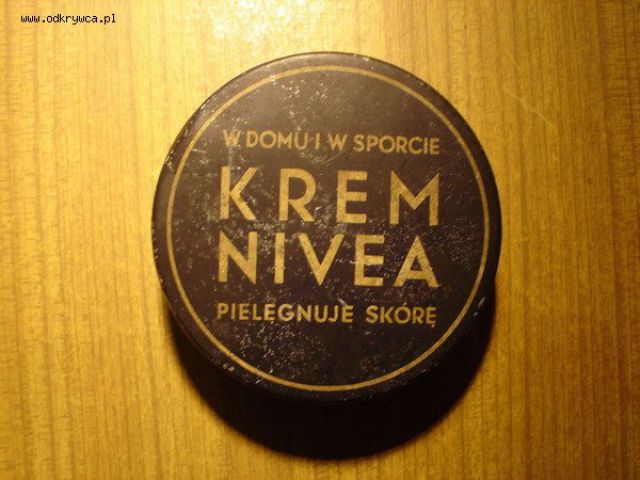 www.odkrywca.pl
W DOMU I W SPORCIE
KREM
NIVEA
PIELĘGNUJE SKÓRĘ